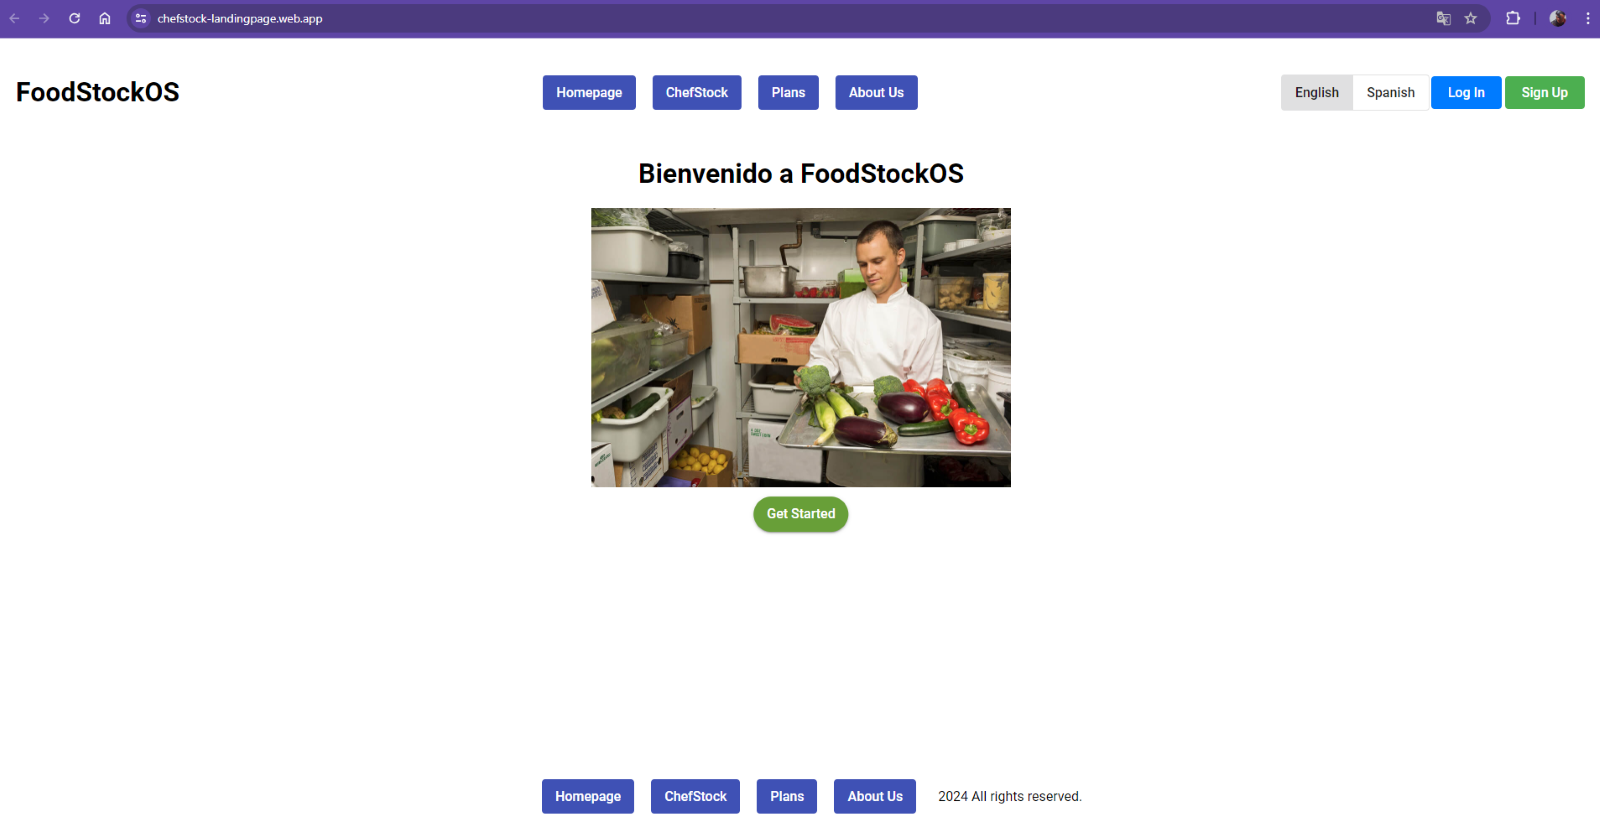 chefstock-landingpage.web.app
FoodStockOS
Homepage ChefStock Plans About Us
English Spanish Log In Sign Up
Bienvenido a FoodStockOS
Get Started
Homepage ChefStock Plans About Us 2024 All rights reserved.